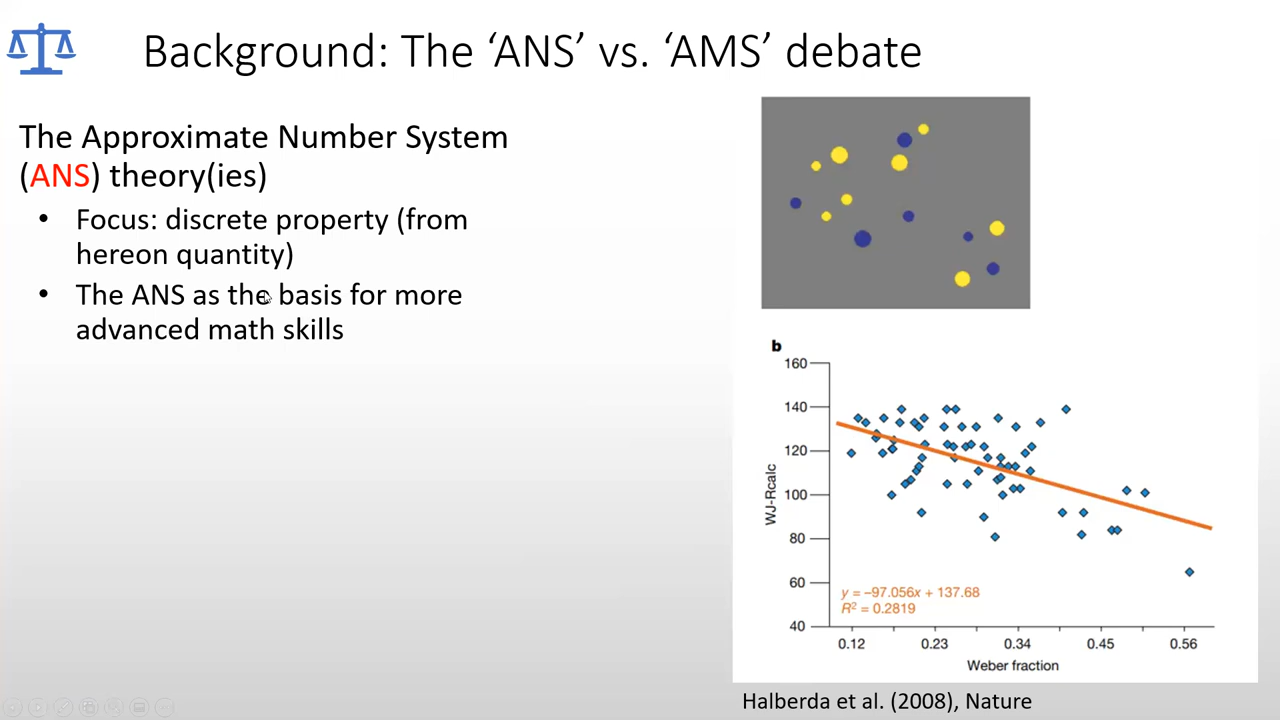 Background: The ‘ANS’ vs. ‘AMS’ debate
The Approximate Number System
(ANS) theory(ies)
• Focus: discrete property (from
hereon quantity)
• The ANS as the basis for more
advanced math skills
b
160
140
120
100
80
60
40
WJ-Rcalc
y = –97.056x + 137.68
R² = 0.2819
0.12 0.23 0.34 0.45 0.56
Weber fraction
Halberda et al. (2008), Nature